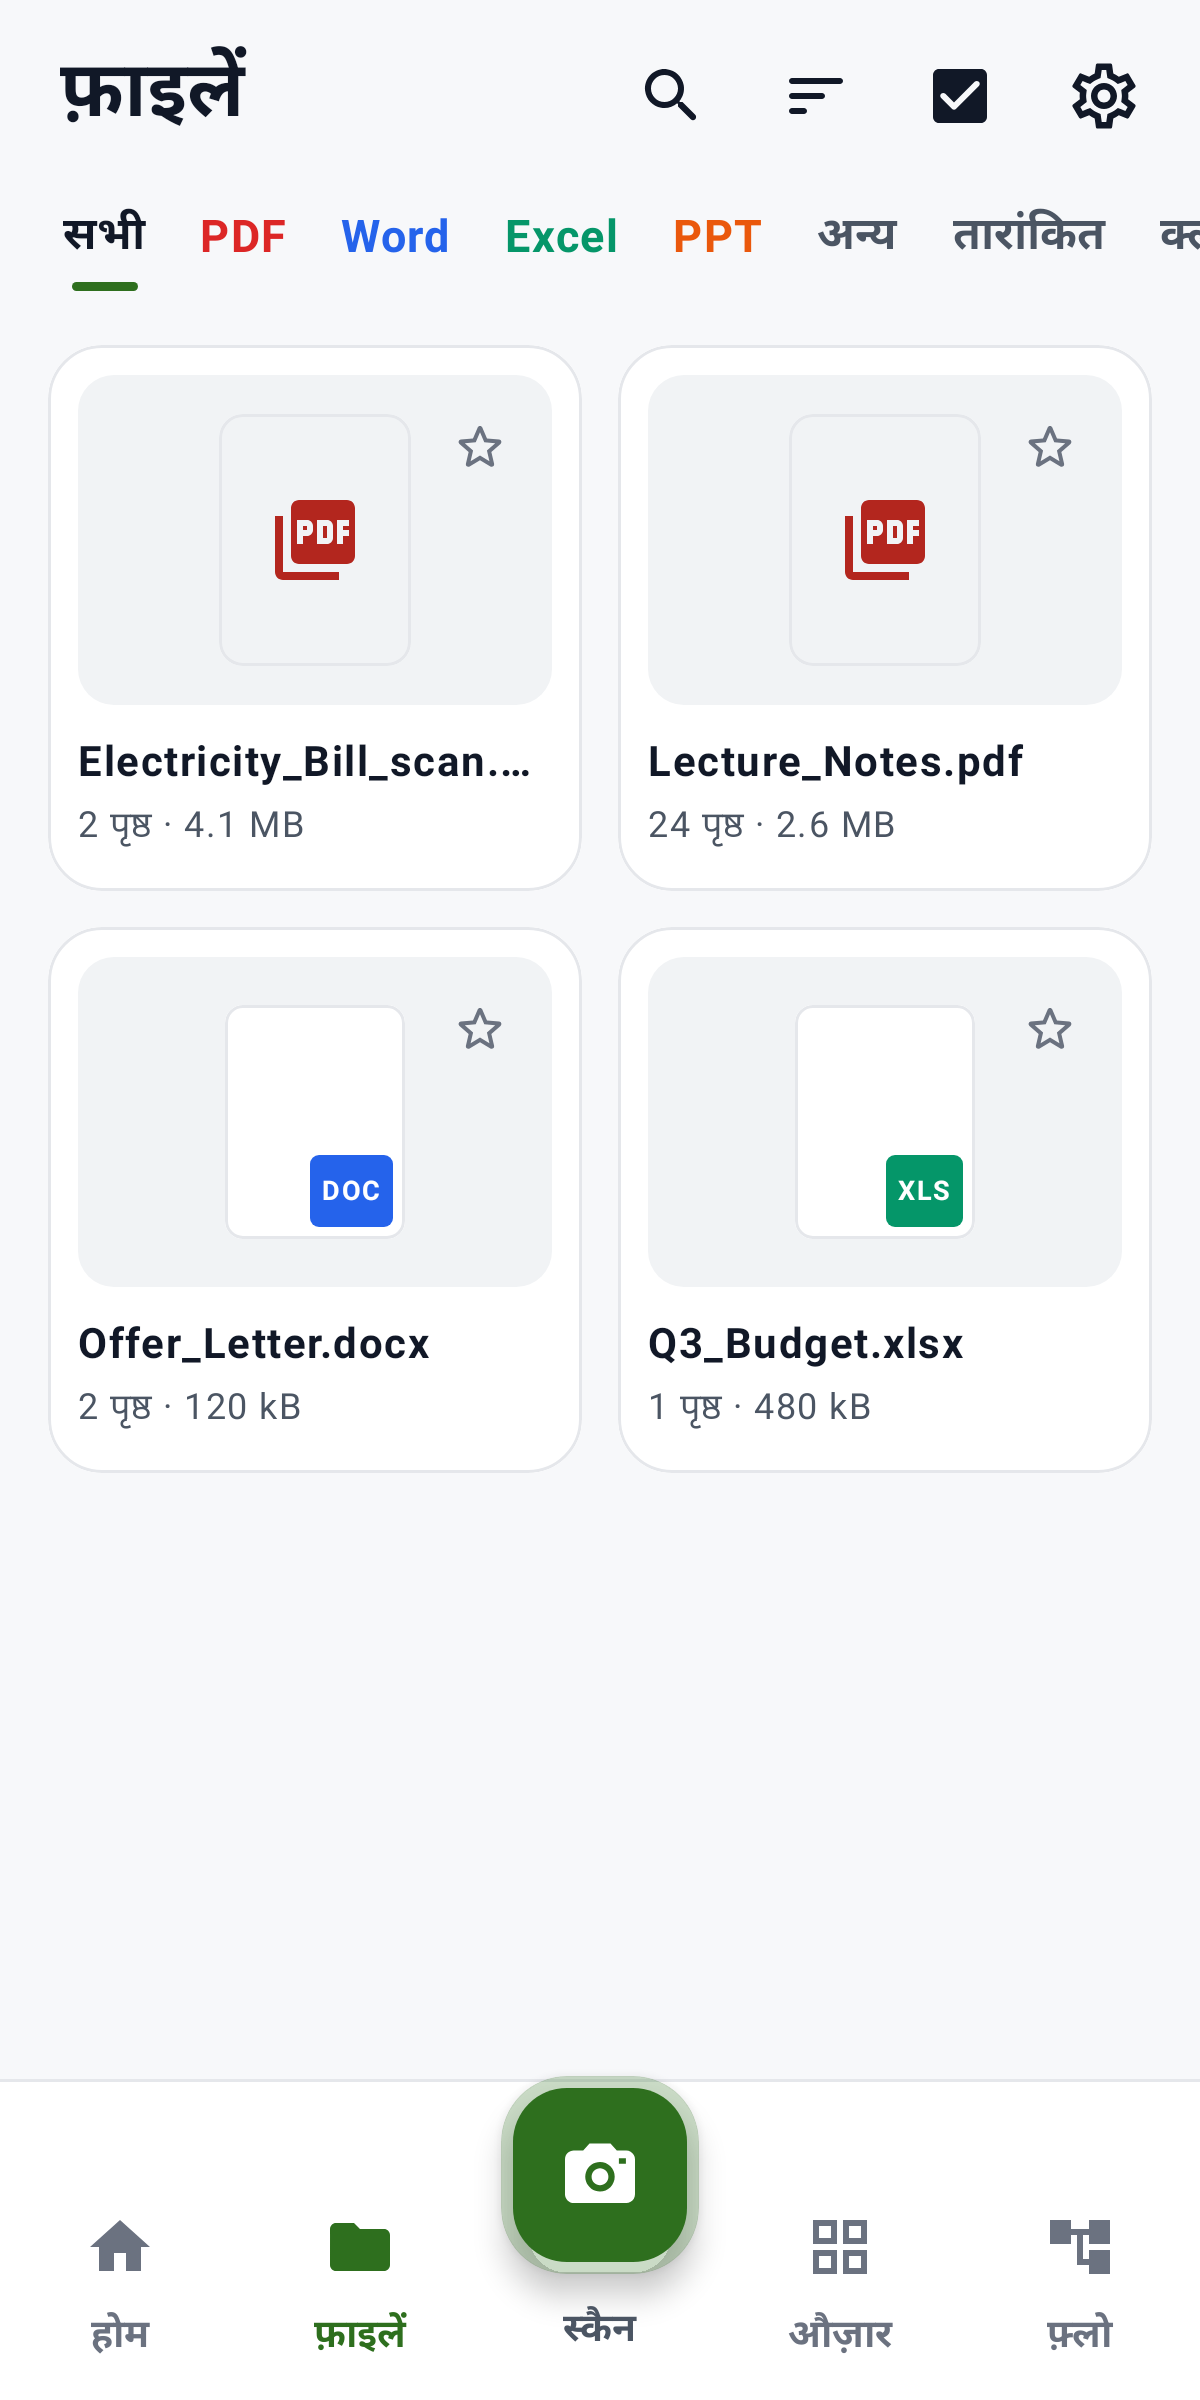 फ़ाइलें
सभी PDF Word Excel PPT अन्य तारांकित
PDF PDF
Electricity_Bill_scan.… Lecture_Notes.pdf
2 पृष्ठ · 4.1 MB 24 पृष्ठ · 2.6 MB
DOC XLS
Offer_Letter.docx Q3_Budget.xlsx
2 पृष्ठ · 120 kB 1 पृष्ठ · 480 kB
होम फ़ाइलें स्कैन औज़ार फ़्लो